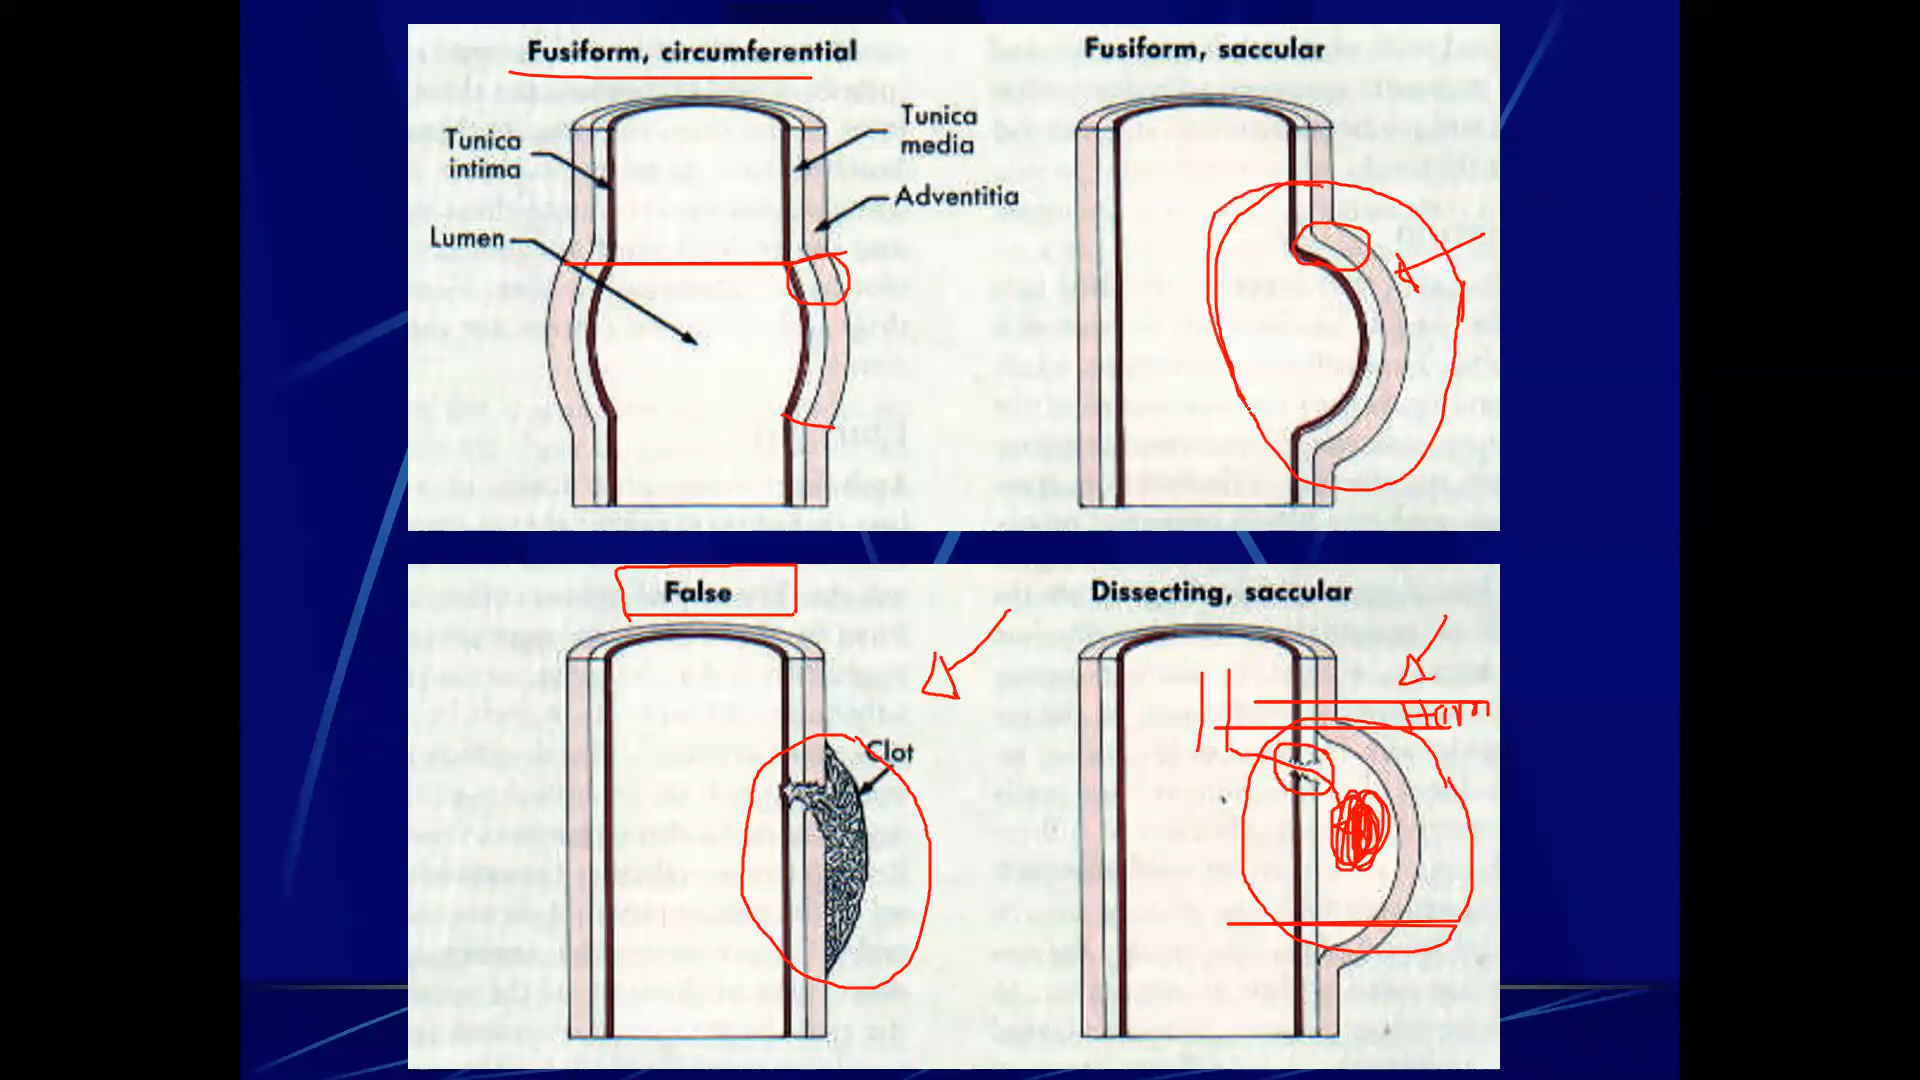 Fusiform, circumferential
Fusiform, saccular
Tunica
intima
Tunica
media
Adventitia
Lumen
False
Dissecting, saccular
Clot